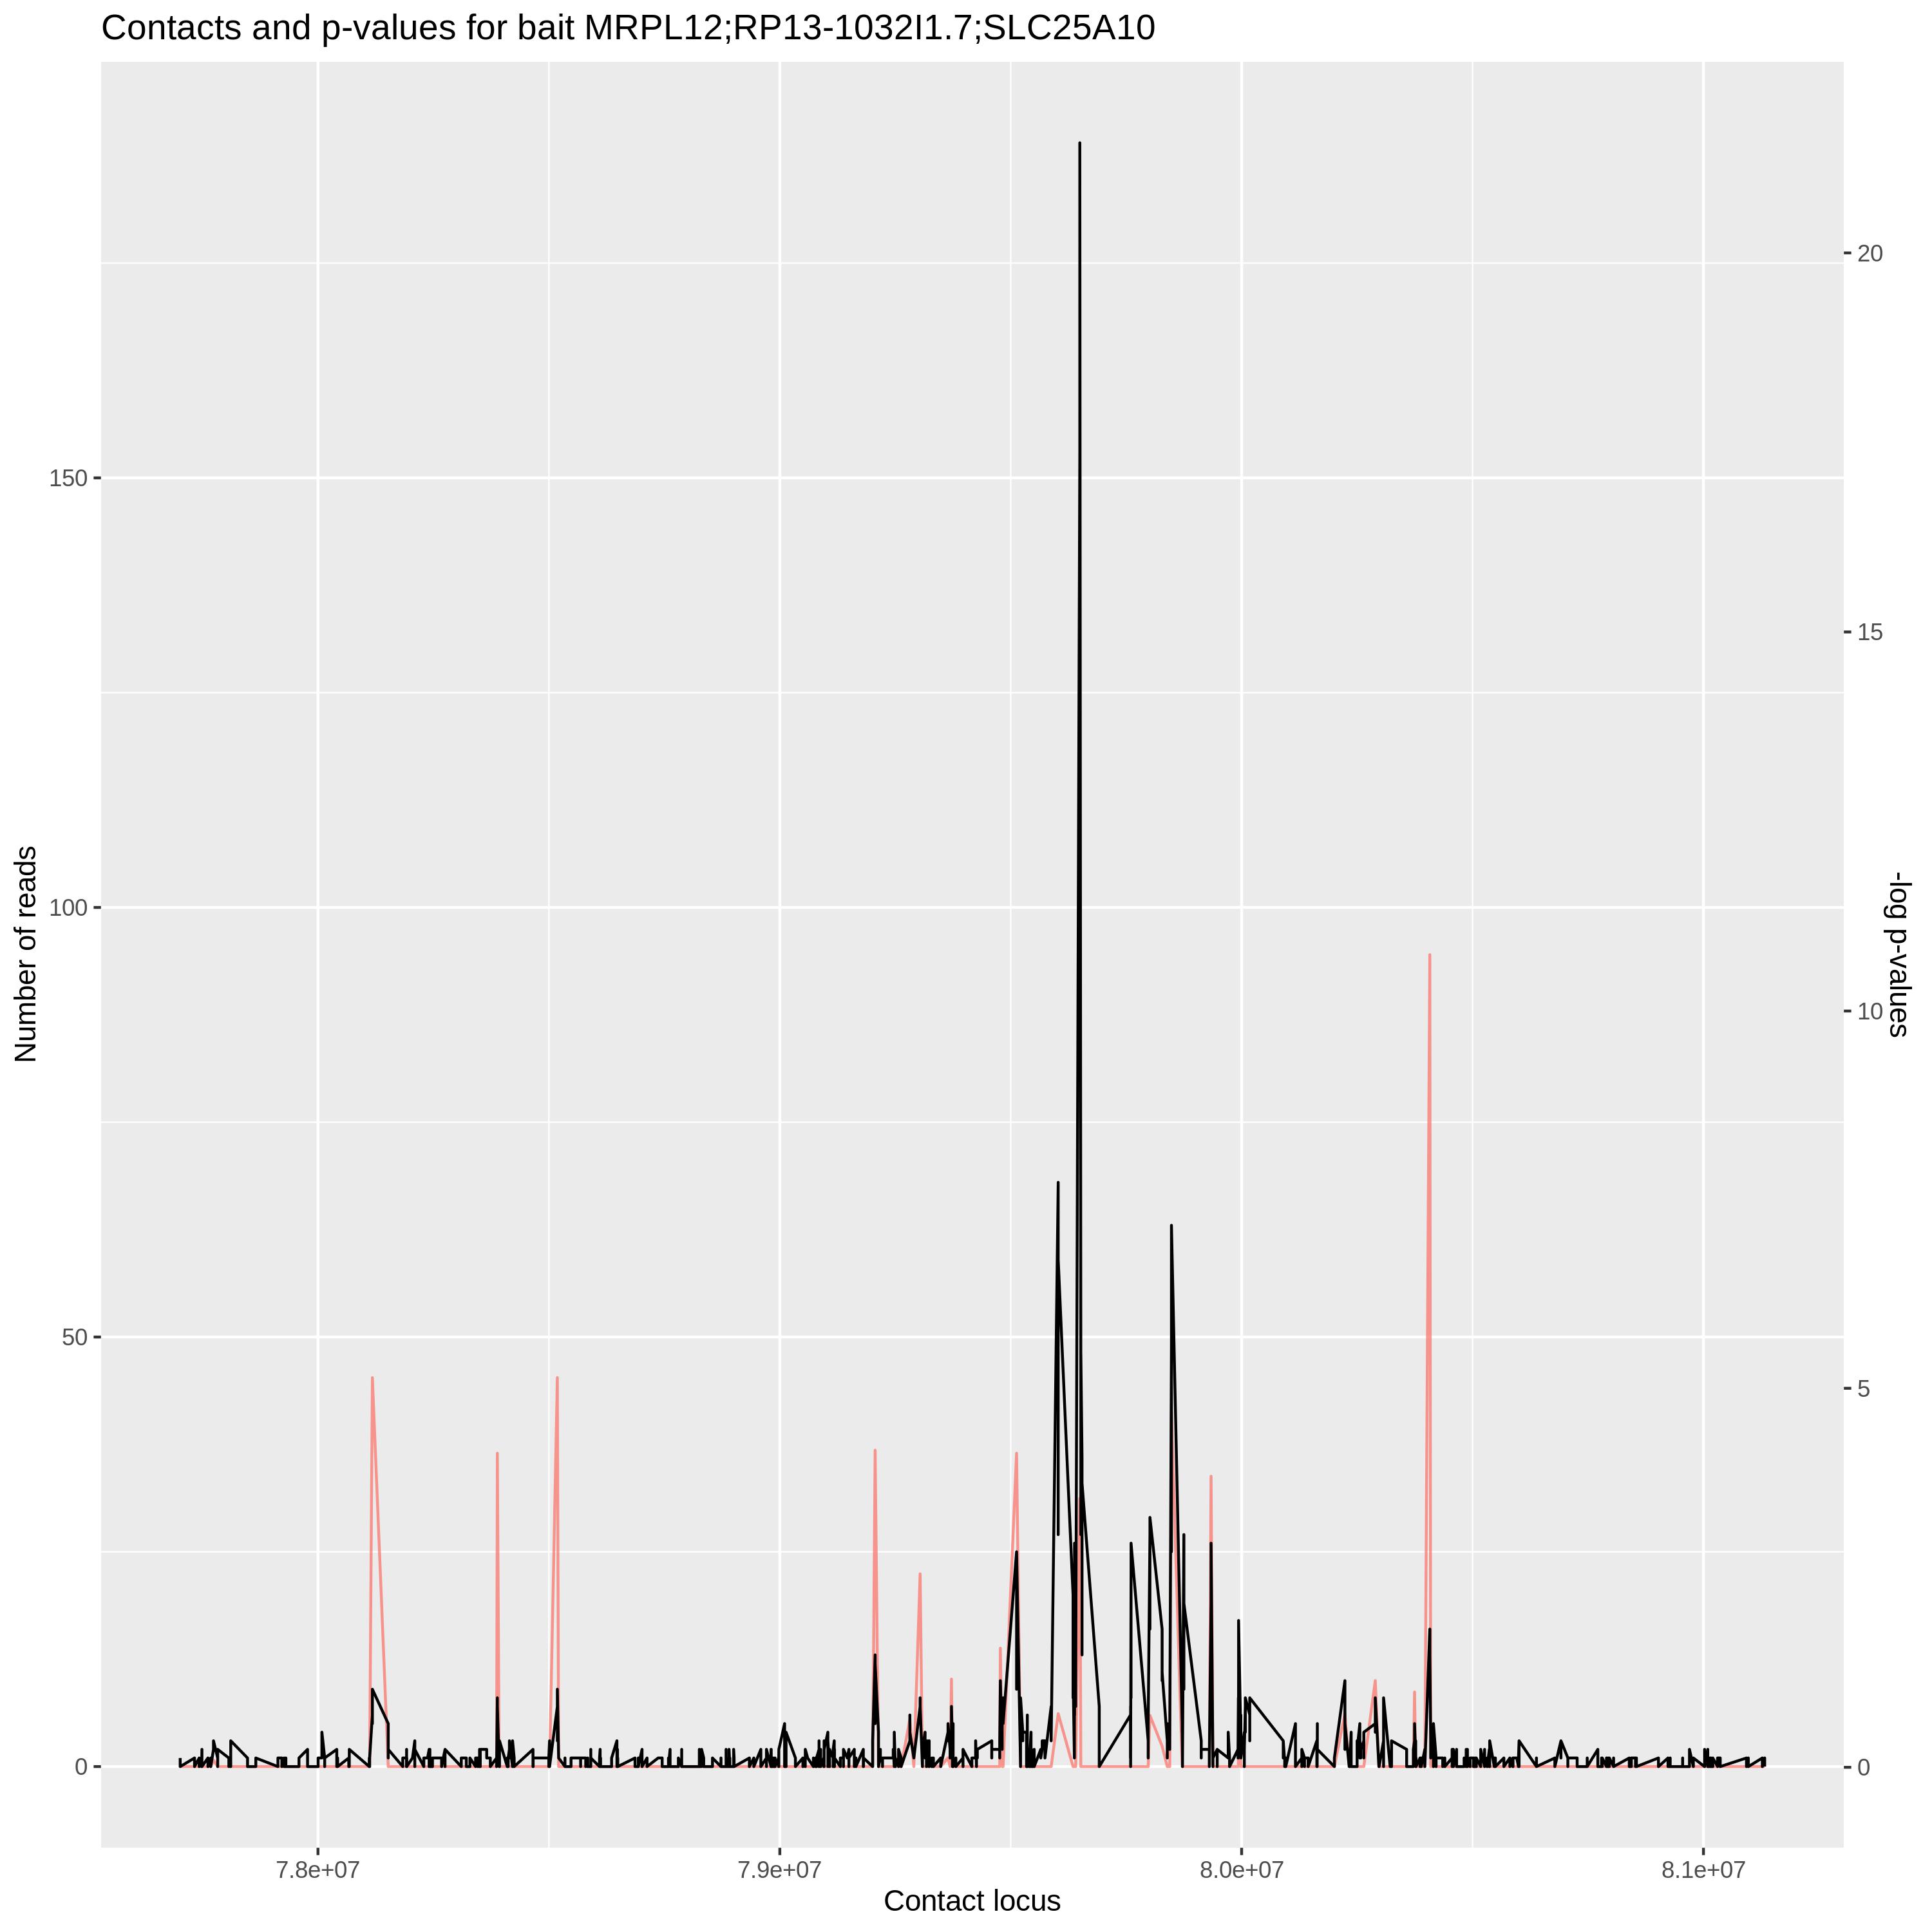 Contacts and p-values for bait MRPL12;RP13-1032I1.7;SLC25A10
Number of reads
150
100
50
0
20
15
10
5
0
-log p-values
7.8e+07
7.9e+07
8.0e+07
8.1e+07
Contact locus